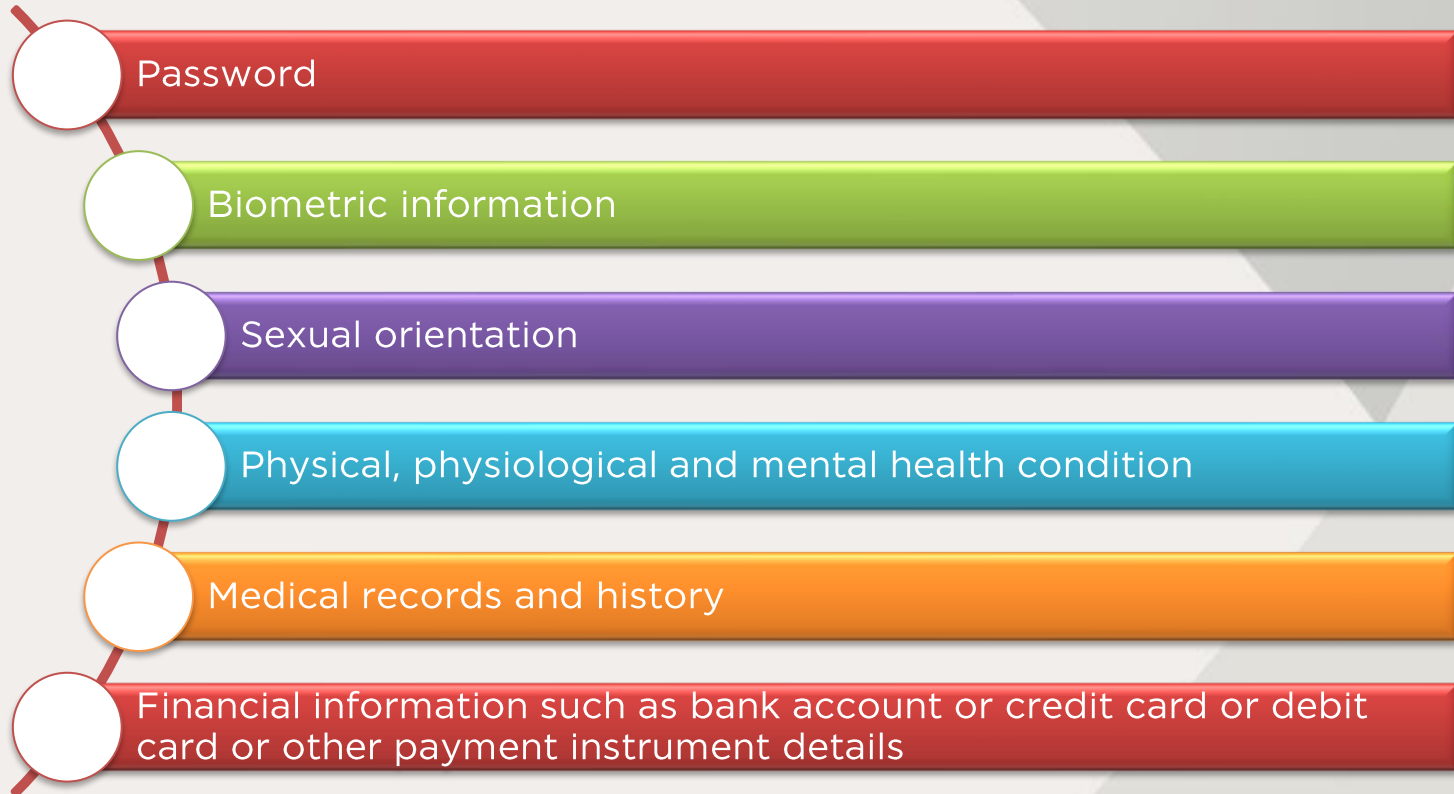 Password
Biometric information
Sexual orientation
Physical, physiological and mental health condition
Medical records and history
Financial information such as bank account or credit card or debit
card or other payment instrument details